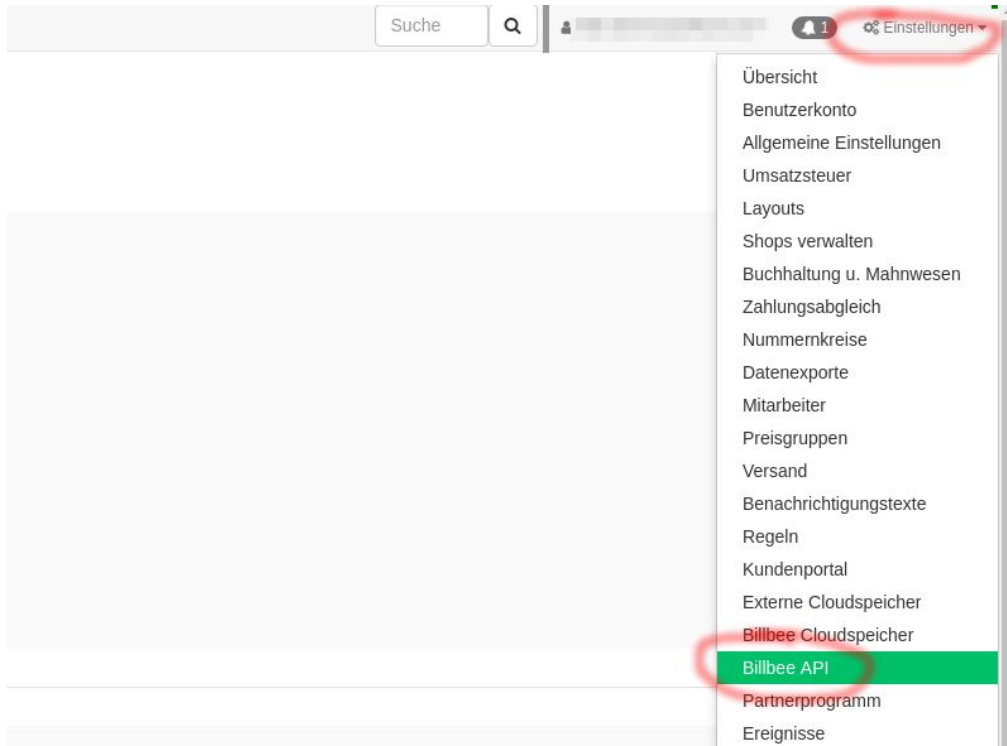 Suche
1
Einstellungen
Übersicht
Benutzerkonto
Allgemeine Einstellungen
Umsatzsteuer
Layouts
Shops verwalten
Buchhaltung u. Mahnwesen
Zahlungsabgleich
Nummernkreise
Datenexporte
Mitarbeiter
Preisgruppen
Versand
Benachrichtigungstexte
Regeln
Kundenportal
Externe Cloudspeicher
Billbee Cloudspeicher
Billbee API
Partnerprogramm
Ereignisse